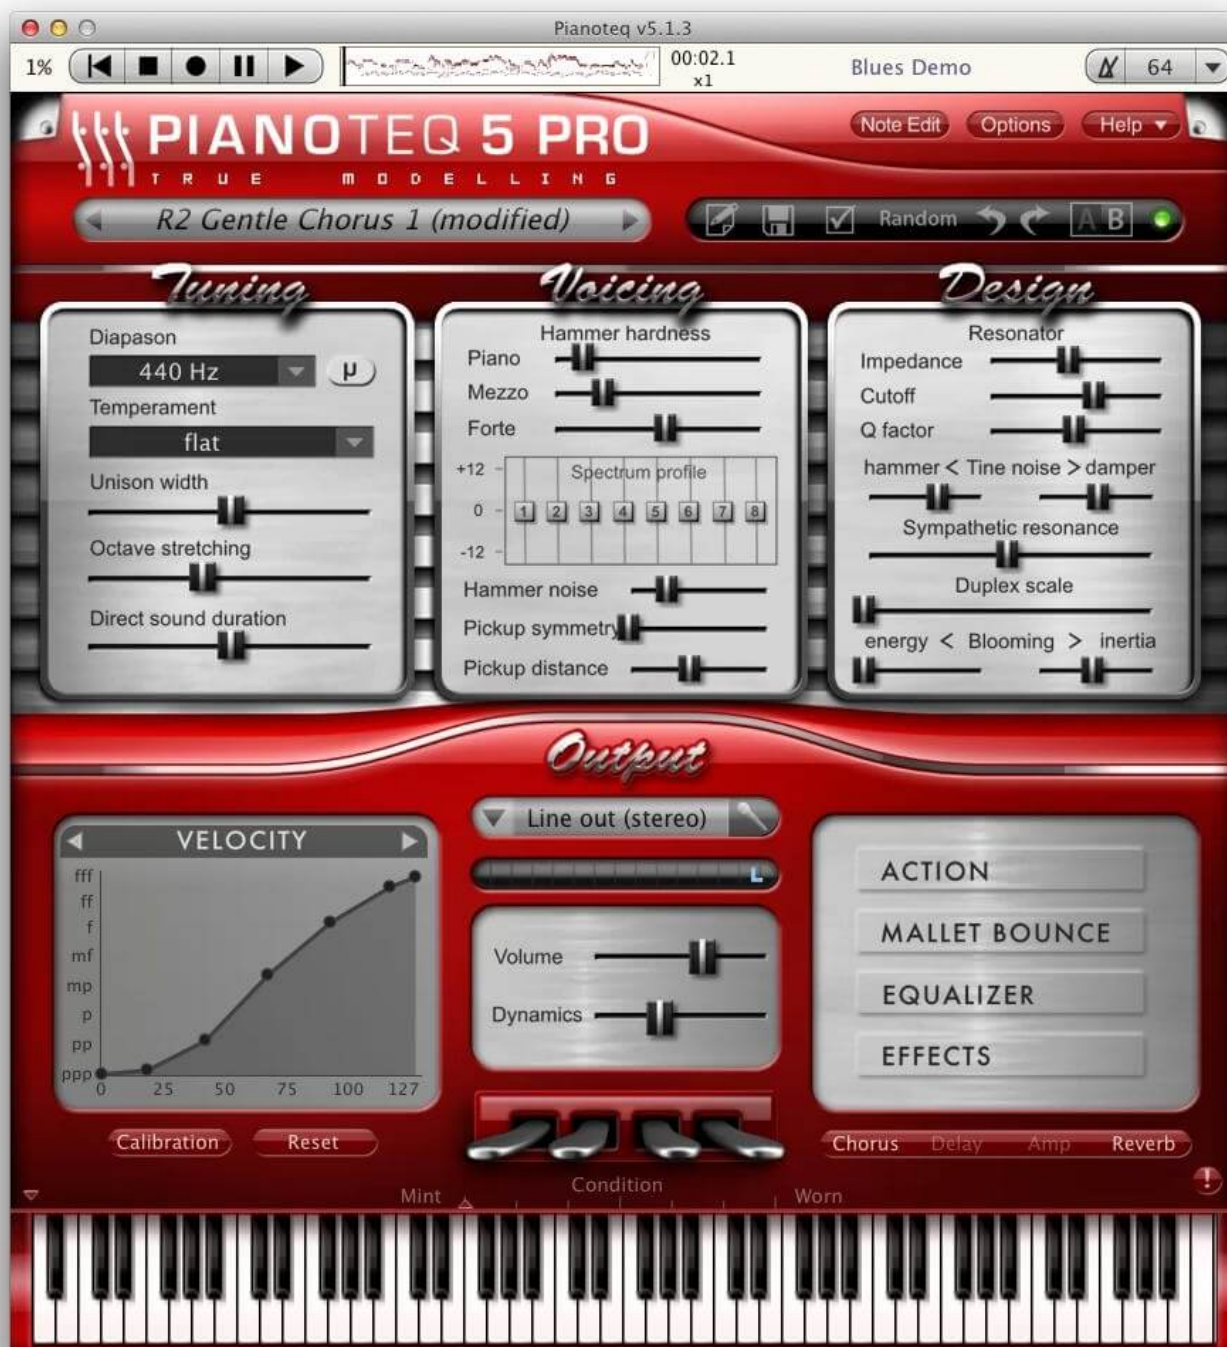 Pianoteq v5.1.3
1%
00:02.1
x1
Blues Demo
64
PIANOTEQ 5 PRO
TRUE MODELLING
Note Edit
Options
Help
R2 Gentle Chorus 1 (modified)
Random
A B
Tuning
Diapason
440 Hz
μ
Temperament
flat
Unison width
Octave stretching
Direct sound duration
Voicing
Hammer hardness
Piano
Mezzo
Forte
Spectrum profile
+12
0
-12
1 2 3 4 5 6 7 8
Hammer noise
Pickup symmetry
Pickup distance
Design
Resonator
Impedance
Cutoff
Q factor
hammer < Tine noise > damper
Sympathetic resonance
Duplex scale
energy < Blooming > inertia
Output
VELOCITY
fff
ff
f
mf
mp
p
pp
ppp
0 25 50 75 100 127
Calibration
Reset
Line out (stereo)
L
Volume
Dynamics
ACTION
MALLET BOUNCE
EQUALIZER
EFFECTS
Chorus Delay Amp Reverb
!
Mint Condition Worn